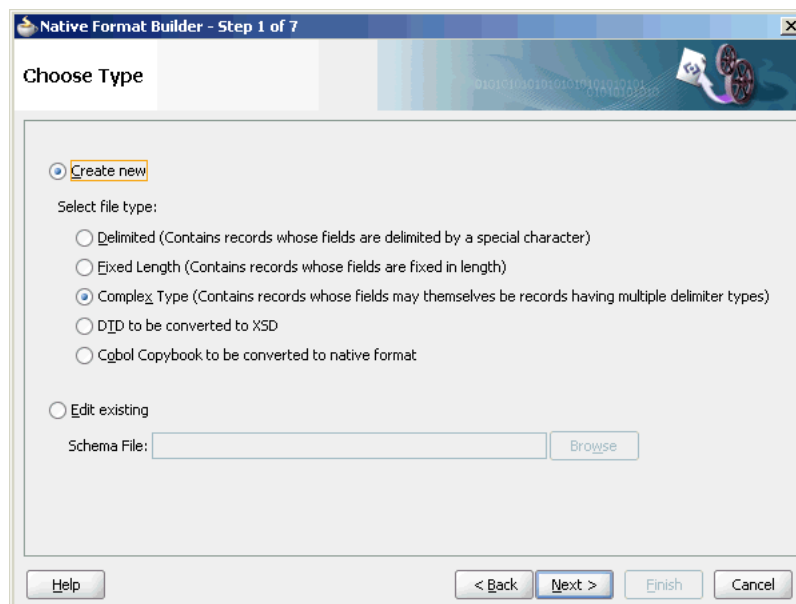 Native Format Builder - Step 1 of 7
Choose Type
01010101010101010101010101
01010101010
Create new
Select file type:
Delimited (Contains records whose fields are delimited by a special character)
Fixed Length (Contains records whose fields are fixed in length)
Complex Type (Contains records whose fields may themselves be records having multiple delimiter types)
DTD to be converted to XSD
Cobol Copybook to be converted to native format
Edit existing
Schema File:
Browse
Help
< Back
Next >
Finish
Cancel